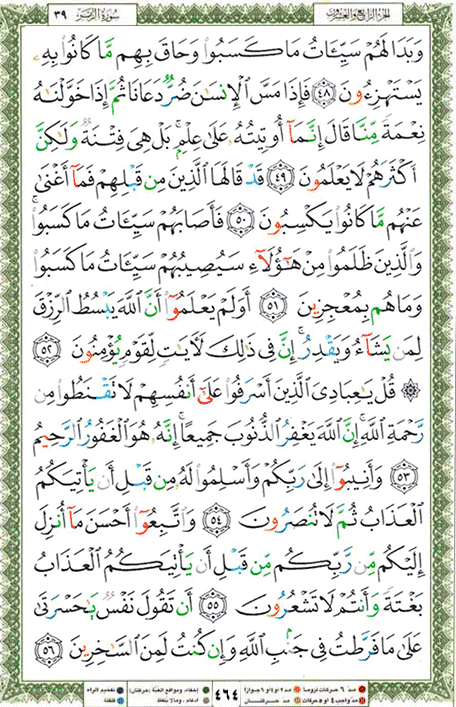 الجزء الرابع والعشرون سورة الزمر ٣٩
وَبَدَا لَهُمْ سَيِّـَٔاتُ مَا كَسَبُوا۟ وَحَاقَ بِهِم مَّا كَانُوا۟ بِهِۦ
يَسْتَهْزِءُونَ ٤٨ فَإِذَا مَسَّ ٱلْإِنسَـٰنَ ضُرٌّ دَعَانَا ثُمَّ إِذَا خَوَّلْنَـٰهُ
نِعْمَةً مِّنَّا قَالَ إِنَّمَآ أُوتِيتُهُۥ عَلَىٰ عِلْمٍۭ ۚ بَلْ هِىَ فِتْنَةٌ وَلَـٰكِنَّ
أَكْثَرَهُمْ لَا يَعْلَمُونَ ٤٩ قَدْ قَالَهَا ٱلَّذِينَ مِن قَبْلِهِمْ فَمَآ أَغْنَىٰ
عَنْهُم مَّا كَانُوا۟ يَكْسِبُونَ ٥٠ فَأَصَابَهُمْ سَيِّـَٔاتُ مَا كَسَبُوا۟ ۚ
وَٱلَّذِينَ ظَلَمُوا۟ مِنْ هَـٰٓؤُلَآءِ سَيُصِيبُهُمْ سَيِّـَٔاتُ مَا كَسَبُوا۟
وَمَا هُم بِمُعْجِزِينَ ٥١ أَوَلَمْ يَعْلَمُوٓا۟ أَنَّ ٱللَّهَ يَبْسُطُ ٱلرِّزْقَ
لِمَن يَشَآءُ وَيَقْدِرُ ۚ إِنَّ فِى ذَٰلِكَ لَـَٔايَـٰتٍ لِّقَوْمٍ يُؤْمِنُونَ ٥٢
۞ قُلْ يَـٰعِبَادِىَ ٱلَّذِينَ أَسْرَفُوا۟ عَلَىٰٓ أَنفُسِهِمْ لَا تَقْنَطُوا۟ مِن
رَّحْمَةِ ٱللَّهِ ۚ إِنَّ ٱللَّهَ يَغْفِرُ ٱلذُّنُوبَ جَمِيعًا ۚ إِنَّهُۥ هُوَ ٱلْغَفُورُ ٱلرَّحِيمُ
٥٣ وَأَنِيبُوٓا۟ إِلَىٰ رَبِّكُمْ وَأَسْلِمُوا۟ لَهُۥ مِن قَبْلِ أَن يَأْتِيَكُمُ
ٱلْعَذَابُ ثُمَّ لَا تُنصَرُونَ ٥٤ وَٱتَّبِعُوٓا۟ أَحْسَنَ مَآ أُنزِلَ
إِلَيْكُم مِّن رَّبِّكُم مِّن قَبْلِ أَن يَأْتِيَكُمُ ٱلْعَذَابُ
بَغْتَةً وَأَنتُمْ لَا تَشْعُرُونَ ٥٥ أَن تَقُولَ نَفْسٌ يَـٰحَسْرَتَىٰ
عَلَىٰ مَا فَرَّطتُ فِى جَنۢبِ ٱللَّهِ وَإِن كُنتُ لَمِنَ ٱلسَّـٰخِرِينَ ٥٦
٤٦٤